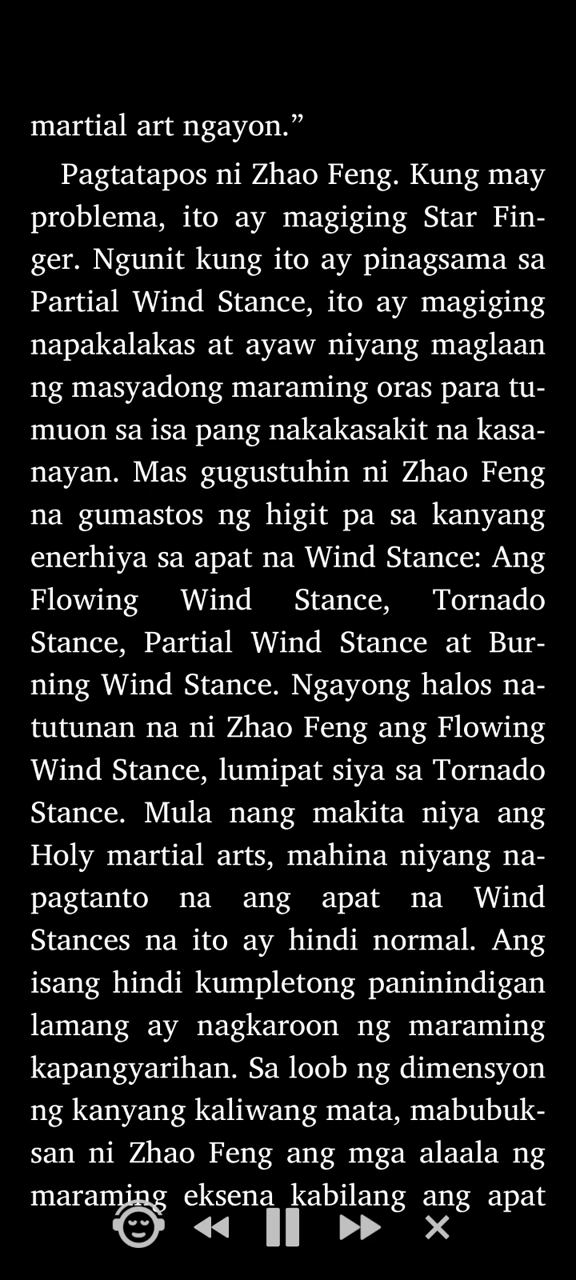 martial art ngayon.”
Pagtatapos ni Zhao Feng. Kung may
problema, ito ay magiging Star Fin-
ger. Ngunit kung ito ay pinagsama sa
Partial Wind Stance, ito ay magiging
napakalakas at ayaw niyang maglaan
ng masyadong maraming oras para tu-
muon sa isa pang nakakasakit na kasa-
nayan. Mas gugustuhin ni Zhao Feng
na gumastos ng higit pa sa kanyang
enerhiya sa apat na Wind Stance: Ang
Flowing Wind Stance, Tornado
Stance, Partial Wind Stance at Bur-
ning Wind Stance. Ngayong halos na-
tutunan na ni Zhao Feng ang Flowing
Wind Stance, lumipat siya sa Tornado
Stance. Mula nang makita niya ang
Holy martial arts, mahina niyang na-
pagtanto na ang apat na Wind
Stances na ito ay hindi normal. Ang
isang hindi kumpletong paninindigan
lamang ay nagkaroon ng maraming
kapangyarihan. Sa loob ng dimensyon
ng kanyang kaliwang mata, mabubuk-
san ni Zhao Feng ang mga alaala ng
maraming eksena kabilang ang apat